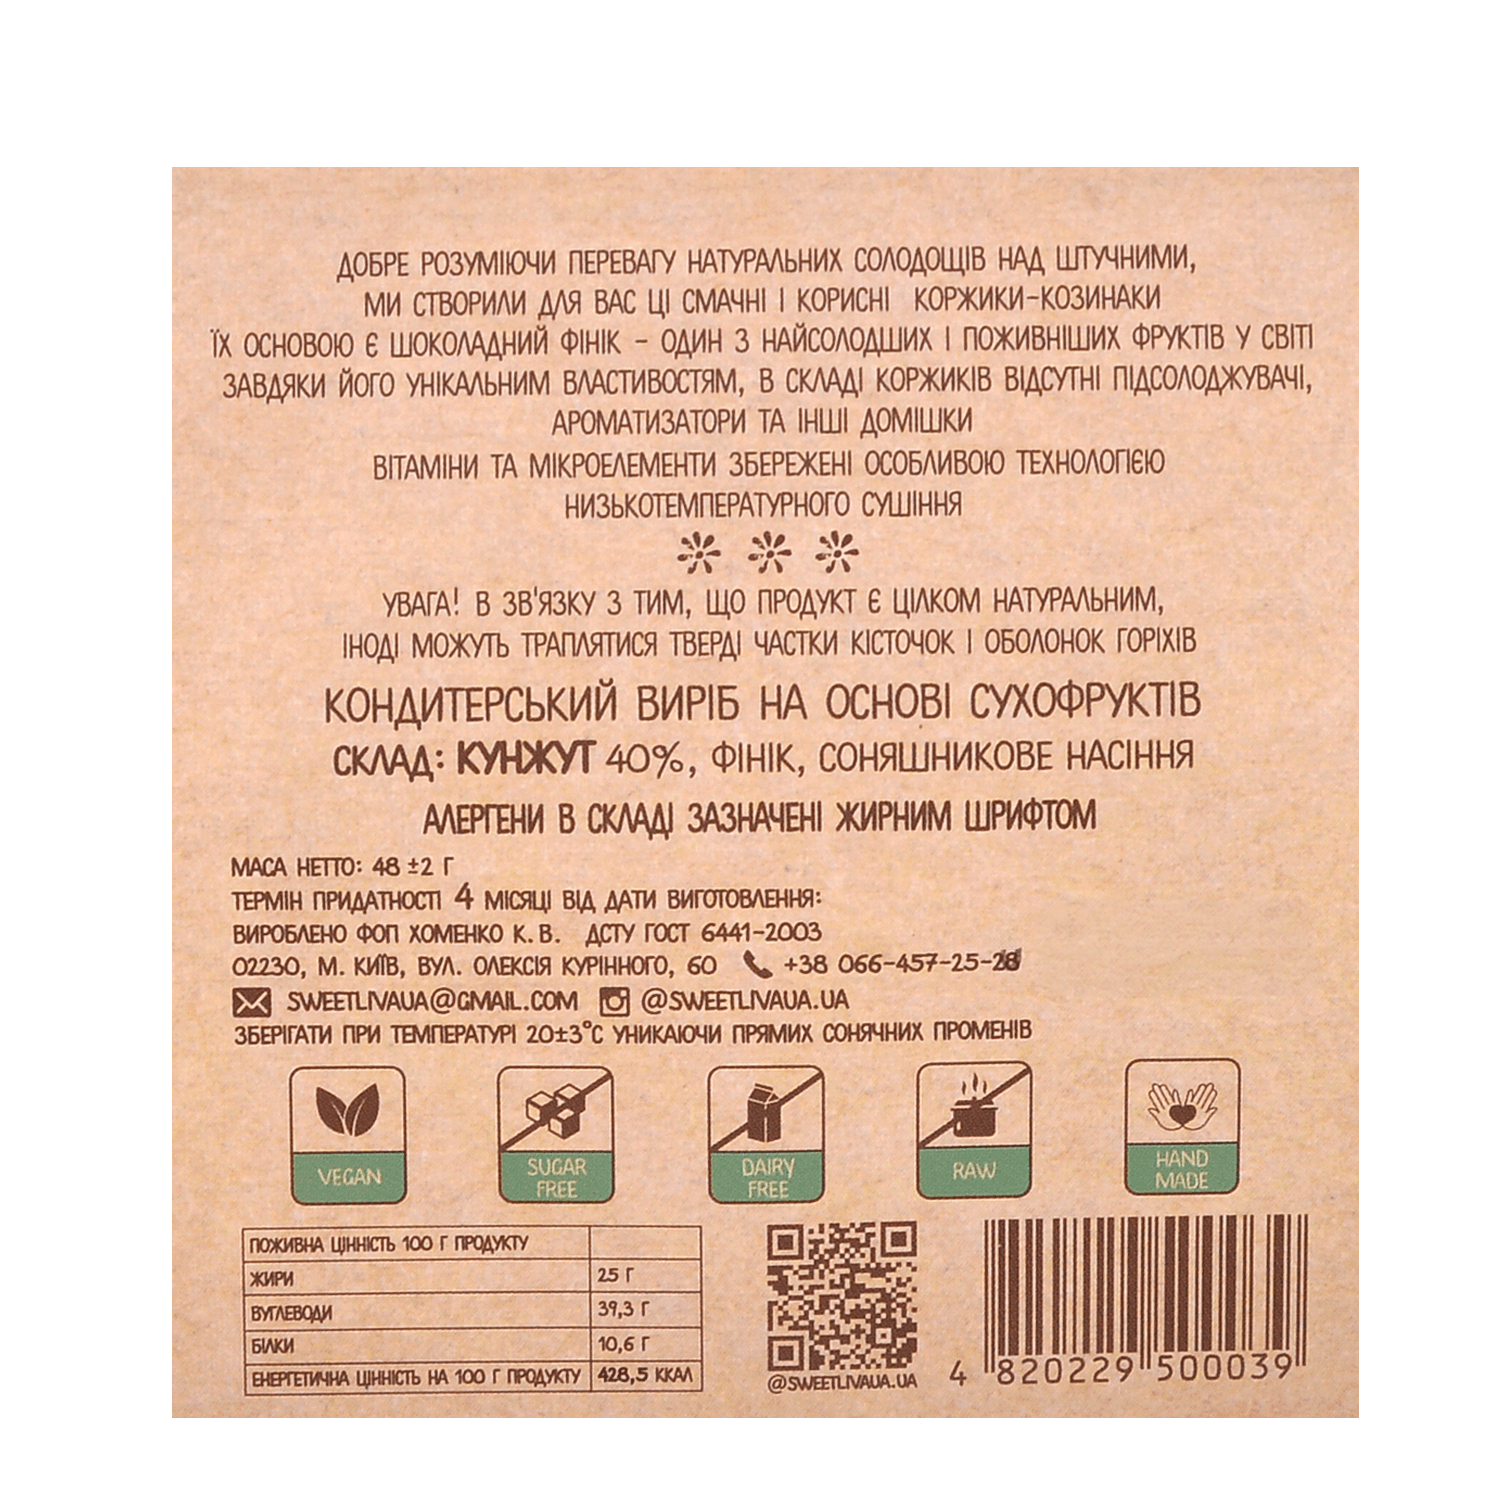 ДОБРЕ РОЗУМІЮЧИ ПЕРЕВАГУ НАТУРАЛЬНИХ СОЛОДОЩІВ НАД ШТУЧНИМИ,
МИ СТВОРИЛИ ДЛЯ ВАС ЦІ СМАЧНІ І КОРИСНІ КОРЖИКИ-КОЗИНАКИ
ЇХ ОСНОВОЮ Є ШОКОЛАДНИЙ ФІНІК - ОДИН З НАЙСОЛОДШИХ І ПОЖИВНІШИХ ФРУКТІВ У СВІТІ
ЗАВДЯКИ ЙОГО УНІКАЛЬНИМ ВЛАСТИВОСТЯМ, В СКЛАДІ КОРЖИКІВ ВІДСУТНІ ПІДСОЛОДЖУВАЧІ,
АРОМАТИЗАТОРИ ТА ІНШІ ДОМІШКИ
ВІТАМІНИ ТА МІКРОЕЛЕМЕНТИ ЗБЕРЕЖЕНІ ОСОБЛИВОЮ ТЕХНОЛОГІЄЮ
НИЗЬКОТЕМПЕРАТУРНОГО СУШІННЯ
УВАГА! В ЗВ'ЯЗКУ З ТИМ, ЩО ПРОДУКТ Є ЦІЛКОМ НАТУРАЛЬНИМ,
ІНОДІ МОЖУТЬ ТРАПЛЯТИСЯ ТВЕРДІ ЧАСТКИ КІСТОЧОК І ОБОЛОНОК ГОРІХІВ
КОНДИТЕРСЬКИЙ ВИРІБ НА ОСНОВІ СУХОФРУКТІВ
СКЛАД: КУНЖУТ 40%, ФІНІК, СОНЯШНИКОВЕ НАСІННЯ
АЛЕРГЕНИ В СКЛАДІ ЗАЗНАЧЕНІ ЖИРНИМ ШРИФТОМ
МАСА НЕТТО: 48 ±2 Г
ТЕРМІН ПРИДАТНОСТІ 4 МІСЯЦІ ВІД ДАТИ ВИГОТОВЛЕННЯ:
ВИРОБЛЕНО ФОП ХОМЕНКО К. В. ДСТУ ГОСТ 6441-2003
02230, М. КИЇВ, ВУЛ. ОЛЕКСІЯ КУРІННОГО, 60 +38 066-457-25-28
SWEETLIVAUA@GMAIL.COM @SWEETLIVAUA.UA
ЗБЕРІГАТИ ПРИ ТЕМПЕРАТУРІ 20±3°С УНИКАЮЧИ ПРЯМИХ СОНЯЧНИХ ПРОМЕНІВ
VEGAN
SUGAR
FREE
DAIRY
FREE
RAW
HAND
MADE
ПОЖИВНА ЦІННІСТЬ 100 Г ПРОДУКТУ
ЖИРИ 25 Г
ВУГЛЕВОДИ 39,3 Г
БІЛКИ 10,6 Г
ЕНЕРГЕТИЧНА ЦІННІСТЬ НА 100 Г ПРОДУКТУ 428,5 ККАЛ
@SWEETLIVAUA.UA
4 820229 500039